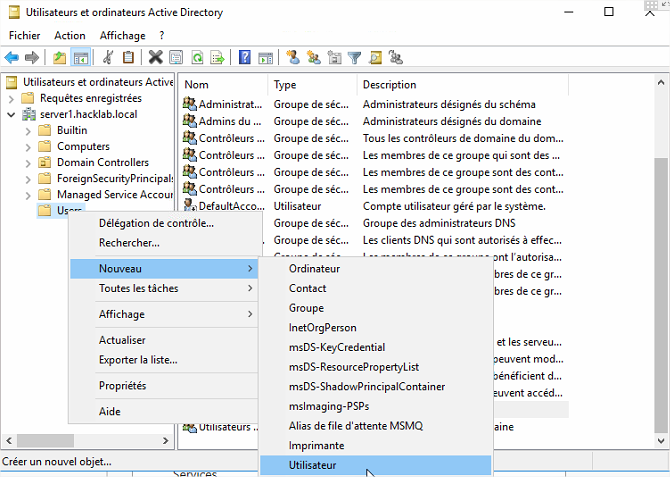 Utilisateurs et ordinateurs Active Directory
Fichier Action Affichage ?
Utilisateurs et ordinateurs Active
Requêtes enregistrées
server1.hacklab.local
Builtin
Computers
Domain Controllers
ForeignSecurityPrincipals
Managed Service Accoun
Users
Nom Type Description
Administrat... Groupe de séc... Administrateurs désignés du schéma
Admins du ... Groupe de séc... Administrateurs désignés du domaine
Contrôleurs ... Groupe de séc... Tous les contrôleurs de domaine du dom...
Contrôleurs ... Groupe de séc... Les membres de ce groupe qui sont des ...
Contrôleurs ... Groupe de séc... Les membres de ce groupe sont des cont...
Contrôleurs ... Groupe de séc... Les membres de ce groupe sont des cont...
DefaultAcco... Utilisateur Compte utilisateur géré par le système.
Groupe de séc... Groupe des administrateurs DNS
Groupe de séc... Les clients DNS qui sont autorisés à effec...
ce groupe ont l'autorisa...
bres de ce gr...
bres de ce gr...
et les serveu...
peuvent mod...
bénéficient d...
peuvent accéd...
Utilisateurs ... aine
Délégation de contrôle...
Rechercher...
Nouveau
Toutes les tâches
Affichage
Actualiser
Exporter la liste...
Propriétés
Aide
Ordinateur
Contact
Groupe
InetOrgPerson
msDS-KeyCredential
msDS-ResourcePropertyList
msDS-ShadowPrincipalContainer
msImaging-PSPs
Alias de file d'attente MSMQ
Imprimante
Utilisateur
Créer un nouvel objet...
Services